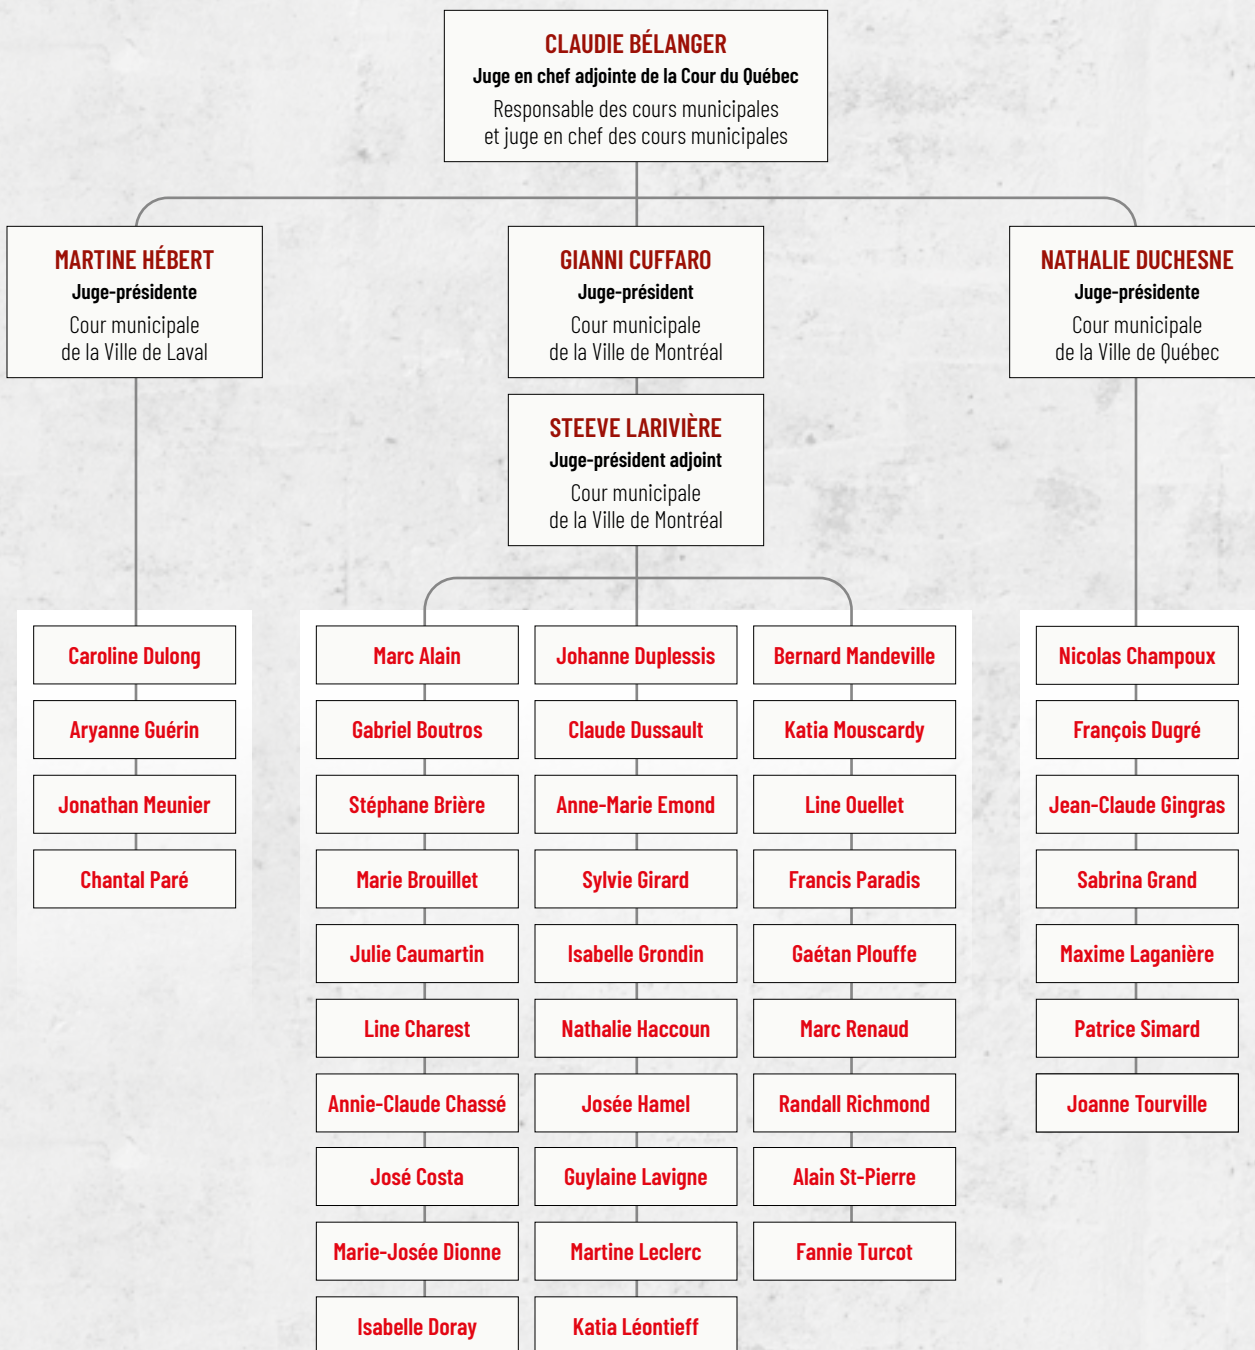 CLAUDIE BÉLANGER
Juge en chef adjointe de la Cour du Québec
Responsable des cours municipales
et juge en chef des cours municipales
MARTINE HÉBERT
Juge-présidente
Cour municipale
de la Ville de Laval
GIANNI CUFFARO
Juge-président
Cour municipale
de la Ville de Montréal
NATHALIE DUCHESNE
Juge-présidente
Cour municipale
de la Ville de Québec
STEEVE LARIVIÈRE
Juge-président adjoint
Cour municipale
de la Ville de Montréal
Caroline Dulong
Aryanne Guérin
Jonathan Meunier
Chantal Paré
Marc Alain
Gabriel Boutros
Stéphane Brière
Marie Brouillet
Julie Caumartin
Line Charest
Annie-Claude Chassé
José Costa
Marie-Josée Dionne
Isabelle Doray
Johanne Duplessis
Claude Dussault
Anne-Marie Emond
Sylvie Girard
Isabelle Grondin
Nathalie Haccoun
Josée Hamel
Guylaine Lavigne
Martine Leclerc
Katia Léontieff
Bernard Mandeville
Katia Mouscardy
Line Ouellet
Francis Paradis
Gaétan Plouffe
Marc Renaud
Randall Richmond
Alain St-Pierre
Fannie Turcot
Nicolas Champoux
François Dugré
Jean-Claude Gingras
Sabrina Grand
Maxime Laganière
Patrice Simard
Joanne Tourville